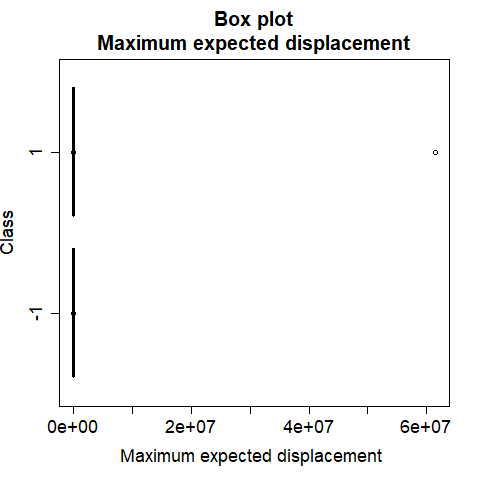 Box plot
Maximum expected displacement
Class
1
-1
0e+00 2e+07 4e+07 6e+07
Maximum expected displacement